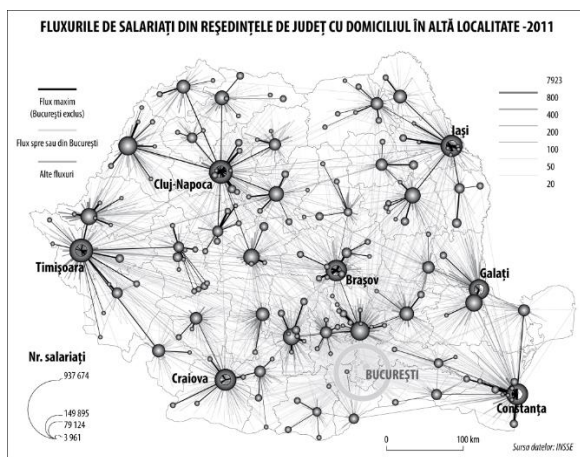 FLUXURILE DE SALARIAȚI DIN REȘEDINȚELE DE JUDEȚ CU DOMICILIUL ÎN ALTĂ LOCALITATE -2011
Flux maxim
(București exclus)
Flux spre sau din București
Alte fluxuri
7923
800
400
200
100
50
20
Iași
Cluj-Napoca
Timișoara
Brașov
Galați
Craiova
BUCUREȘTI
Constanța
Nr. salariați
937 674
149 895
79 124
3 961
0
100 km
Sursa datelor: INSSE